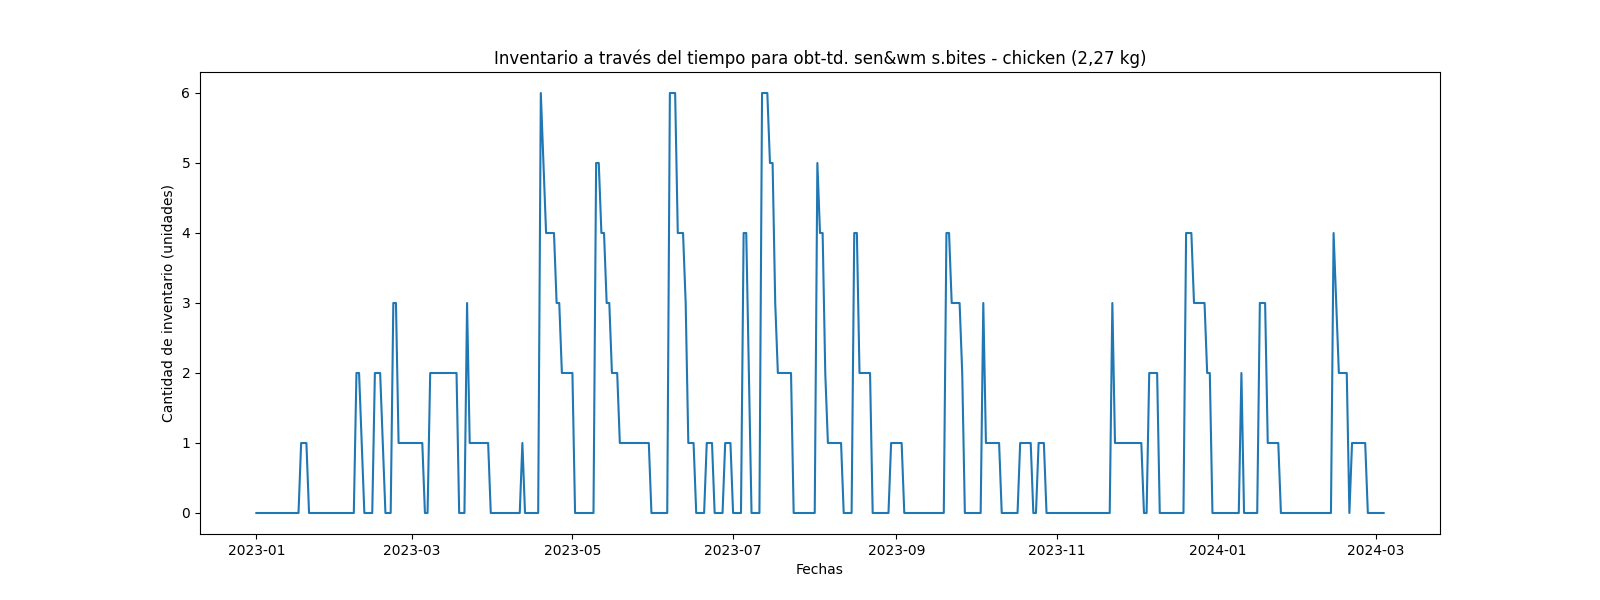 Inventario a través del tiempo para obt-td. sen&wm s.bites - chicken (2,27 kg)
Cantidad de inventario (unidades)
6
5
4
3
2
1
0
2023-01 2023-03 2023-05 2023-07 2023-09 2023-11 2024-01 2024-03
Fechas